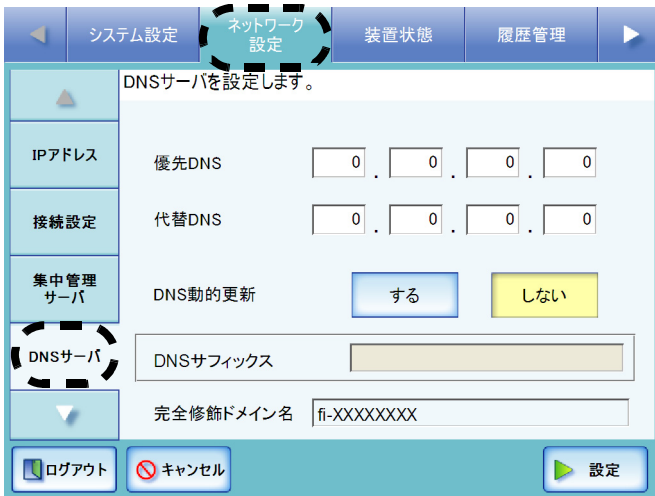 システム設定
ネットワーク
設定
装置状態
履歴管理
DNSサーバを設定します。
IPアドレス
接続設定
集中管理
サーバ
DNSサーバ
優先DNS 0 . 0 . 0 . 0
代替DNS 0 . 0 . 0 . 0
DNS動的更新 する しない
DNSサフィックス
完全修飾ドメイン名 fi-XXXXXXXX
ログアウト
キャンセル
設定